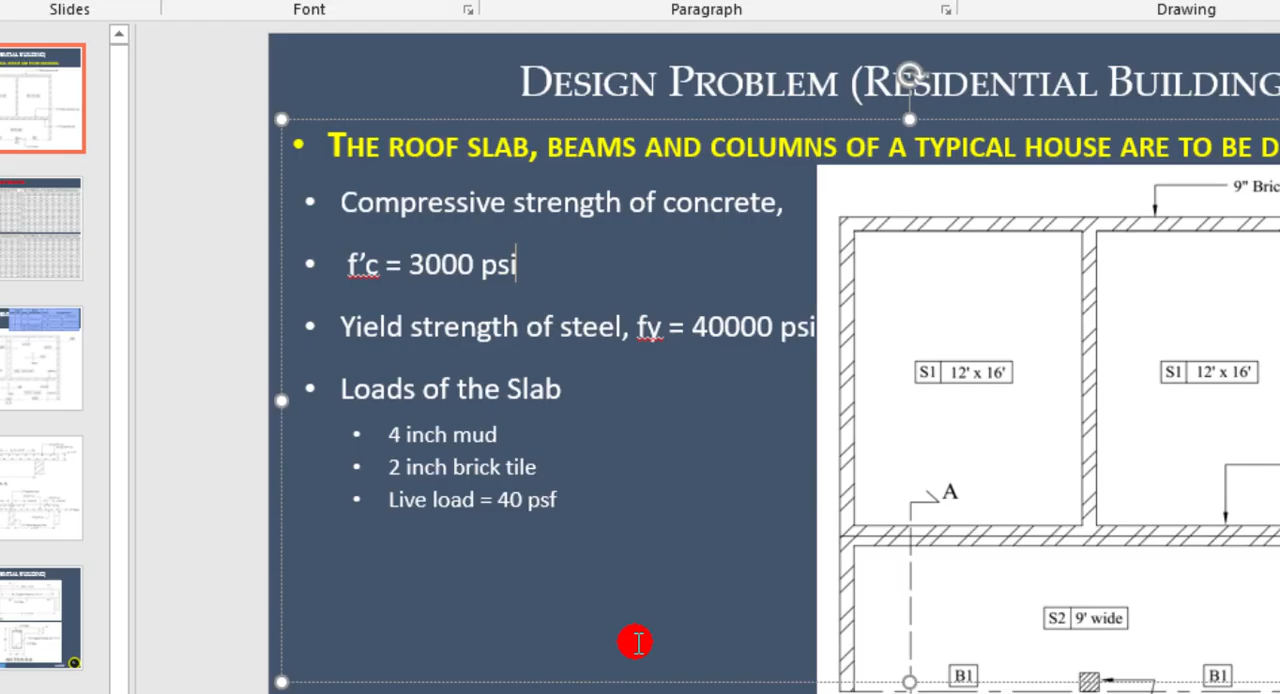 Slides
Font
Paragraph
Drawing
DESIGN PROBLEM (RESIDENTIAL BUILDING
• THE ROOF SLAB, BEAMS AND COLUMNS OF A TYPICAL HOUSE ARE TO BE D
• Compressive strength of concrete,
• f’c = 3000 psi
• Yield strength of steel, fy = 40000 psi
• Loads of the Slab
• 4 inch mud
• 2 inch brick tile
• Live load = 40 psf
9" Bric
S1 12' x 16'
S1 12' x 16'
A
S2 9' wide
B1
B1